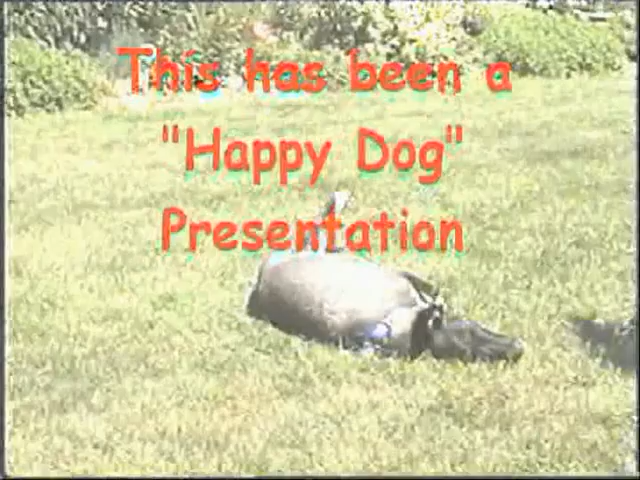 This has been a
"Happy Dog"
Presentation